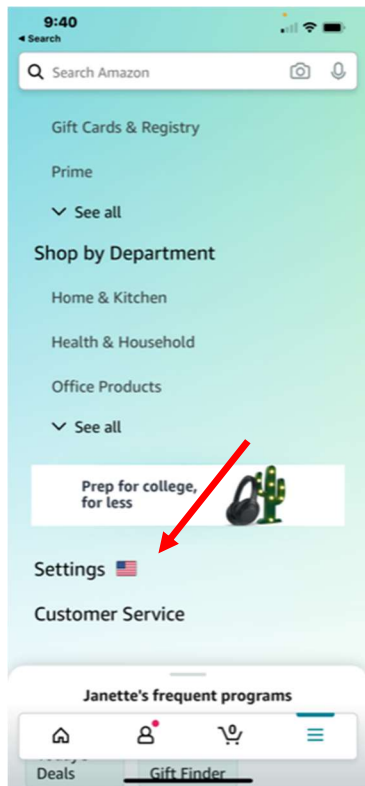 9:40
Search
Search Amazon
Gift Cards & Registry
Prime
See all
Shop by Department
Home & Kitchen
Health & Household
Office Products
See all
Prep for college,
for less
Settings
Customer Service
Janette's frequent programs
0
Today's
Deals
Gift Finder